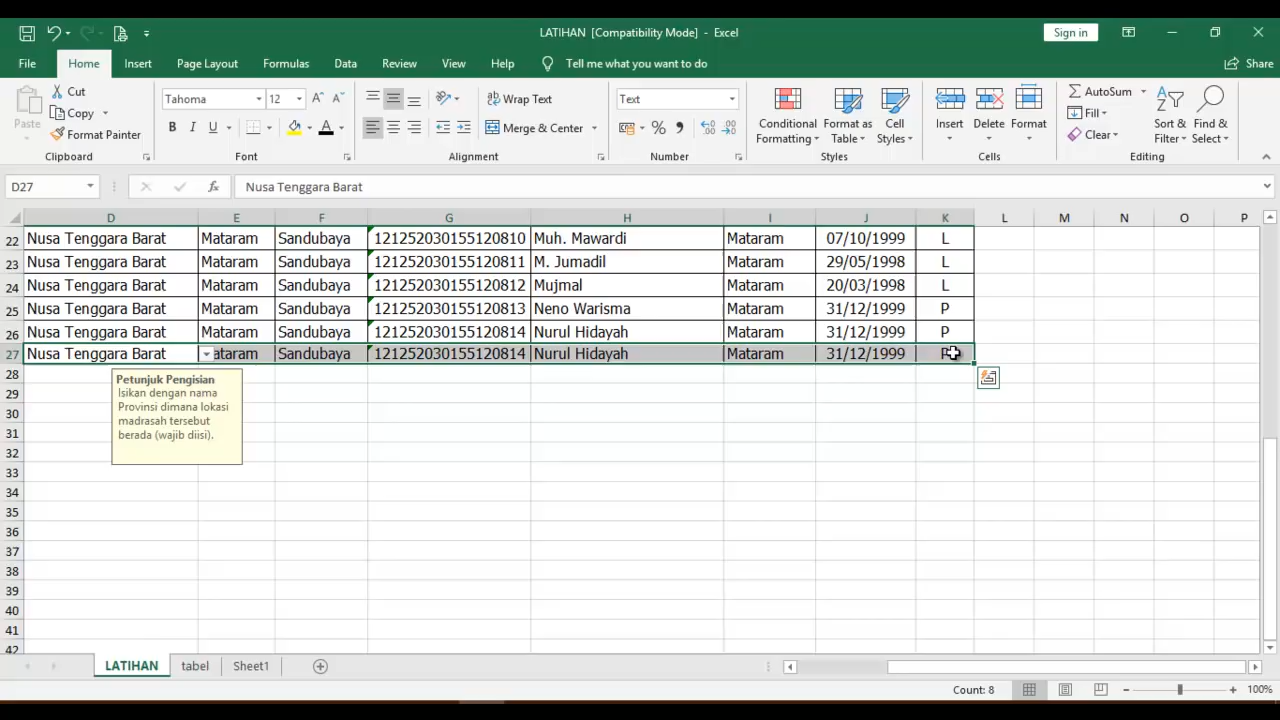 LATIHAN [Compatibility Mode] - Excel
Sign in
File Home Insert Page Layout Formulas Data Review View Help Tell me what you want to do Share
Paste Cut Copy Format Painter Clipboard
Tahoma 12 B I U A Font
Wrap Text Merge & Center Alignment
Text % Number
Conditional Formatting Format as Table Cell Styles Styles
Insert Delete Format Cells
AutoSum Fill Clear Sort & Filter Find & Select Editing
D27 fx Nusa Tenggara Barat
D E F G H I J K L M N O P
22 Nusa Tenggara Barat Mataram Sandubaya 121252030155120810 Muh. Mawardi Mataram 07/10/1999 L
23 Nusa Tenggara Barat Mataram Sandubaya 121252030155120811 M. Jumadil Mataram 29/05/1998 L
24 Nusa Tenggara Barat Mataram Sandubaya 121252030155120812 Mujmal Mataram 20/03/1998 L
25 Nusa Tenggara Barat Mataram Sandubaya 121252030155120813 Neno Warisma Mataram 31/12/1999 P
26 Nusa Tenggara Barat Mataram Sandubaya 121252030155120814 Nurul Hidayah Mataram 31/12/1999 P
27 Nusa Tenggara Barat ataram Sandubaya 121252030155120814 Nurul Hidayah Mataram 31/12/1999 P
28
Petunjuk Pengisian
Isikan dengan nama
Provinsi dimana lokasi
madrasah tersebut
berada (wajib diisi).
29
30
31
32
33
34
35
36
37
38
39
40
41
42
LATIHAN tabel Sheet1
Count: 8 100%